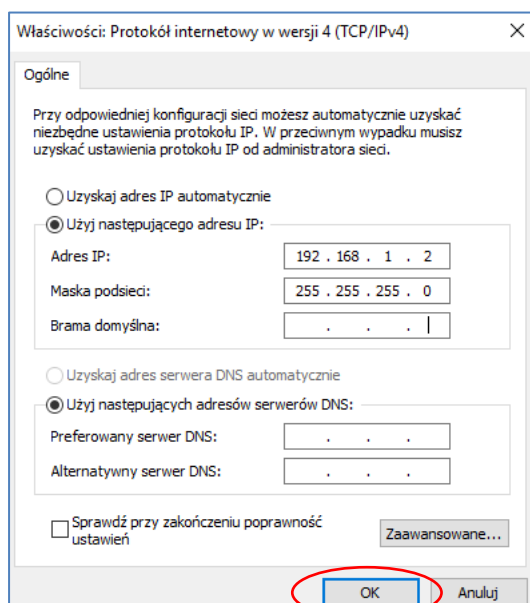 Właściwości: Protokół internetowy w wersji 4 (TCP/IPv4)
Ogólne
Przy odpowiedniej konfiguracji sieci możesz automatycznie uzyskać
niezbędne ustawienia protokołu IP. W przeciwnym wypadku musisz
uzyskać ustawienia protokołu IP od administratora sieci.
Uzyskaj adres IP automatycznie
Użyj następującego adresu IP:
Adres IP: 192 . 168 . 1 . 2
Maska podsieci: 255 . 255 . 255 . 0
Brama domyślna: . . .
Uzyskaj adres serwera DNS automatycznie
Użyj następujących adresów serwerów DNS:
Preferowany serwer DNS: . . .
Alternatywny serwer DNS: . . .
Sprawdź przy zakończeniu poprawność
ustawień
Zaawansowane...
OK Anuluj